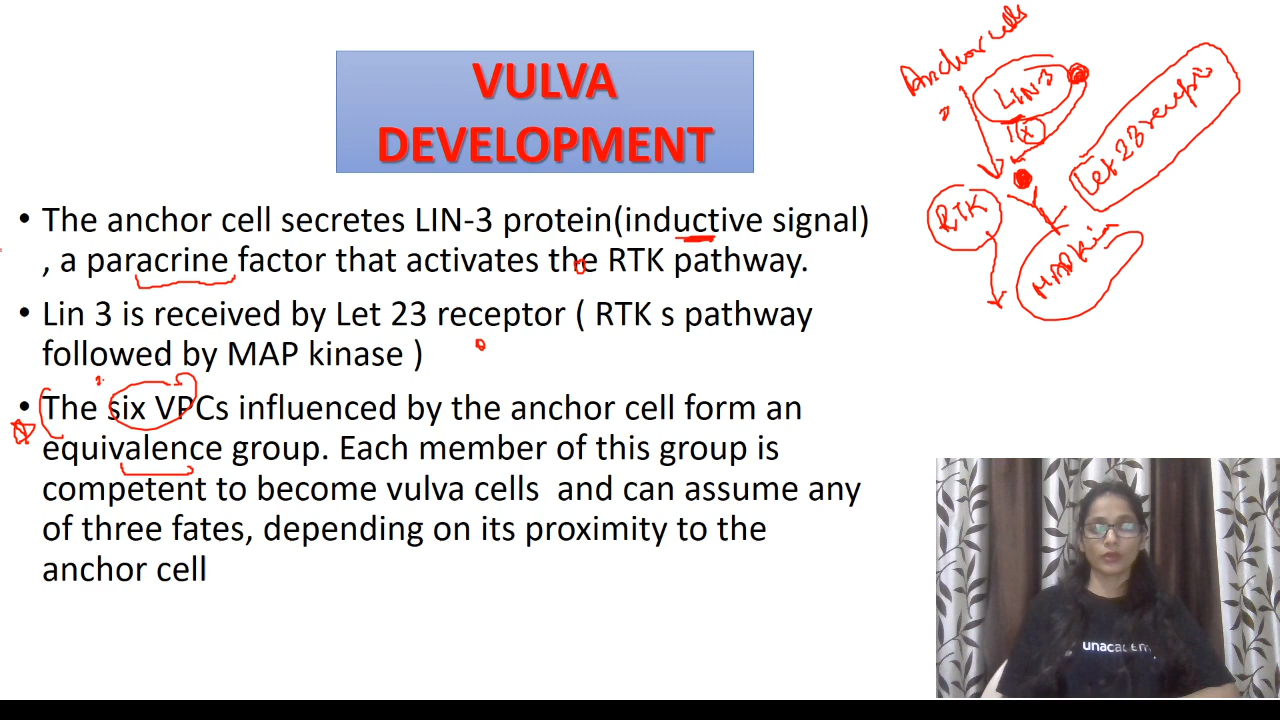 VULVA
DEVELOPMENT
• The anchor cell secretes LIN-3 protein(inductive signal)
, a paracrine factor that activates the RTK pathway.
• Lin 3 is received by Let 23 receptor ( RTK s pathway
followed by MAP kinase )
• The six VPCs influenced by the anchor cell form an
equivalence group. Each member of this group is
competent to become vulva cells and can assume any
of three fates, depending on its proximity to the
anchor cell
Anchor cells
LIN3
Let 23
RTK
MAP kin